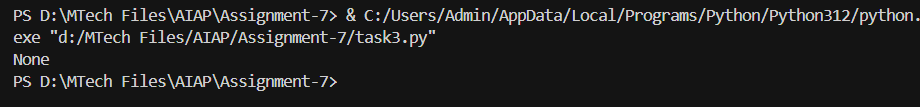 PS D:\MTech Files\AIAP\Assignment-7> & C:/Users/Admin/AppData/Local/Programs/Python/Python312/python.
exe "d:/MTech Files/AIAP/Assignment-7/task3.py"
None
PS D:\MTech Files\AIAP\Assignment-7>